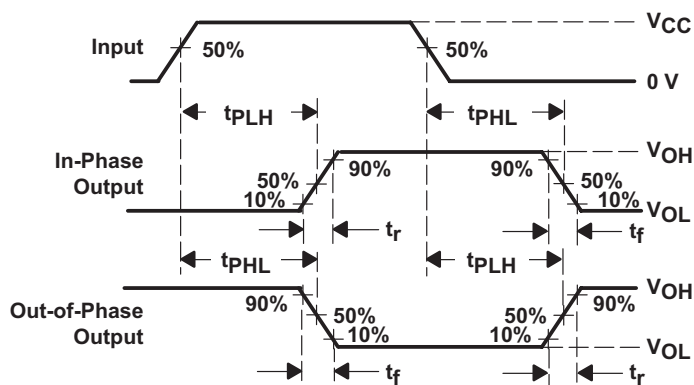 VCC
Input
50%
50%
0 V
tPLH
tPHL
In-Phase
Output
VOH
90%
90%
50%
50%
10%
10%
VOL
tr
tf
tPHL
tPLH
Out-of-Phase
Output
VOH
90%
90%
50%
50%
10%
10%
VOL
tf
tr